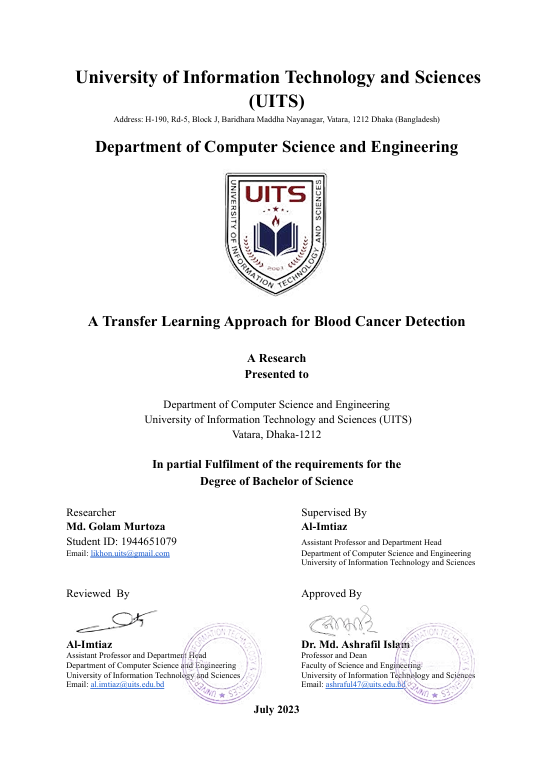 University of Information Technology and Sciences
(UITS)
Address: H-190, Rd-5, Block J, Baridhara Maddha Nayanagar, Vatara, 1212 Dhaka (Bangladesh)
Department of Computer Science and Engineering
UITS
UNIVERSITY OF INFORMATION TECHNOLOGY AND SCIENCES
2003
A Transfer Learning Approach for Blood Cancer Detection
A Research
Presented to
Department of Computer Science and Engineering
University of Information Technology and Sciences (UITS)
Vatara, Dhaka-1212
In partial Fulfilment of the requirements for the
Degree of Bachelor of Science
Researcher
Md. Golam Murtoza
Student ID: 1944651079
Email: likhon.uits@gmail.com
Supervised By
Al-Imtiaz
Assistant Professor and Department Head
Department of Computer Science and Engineering
University of Information Technology and Sciences
Reviewed By
Al-Imtiaz
Assistant Professor and Department Head
Department of Computer Science and Engineering
University of Information Technology and Sciences
Email: al.imtiaz@uits.edu.bd
Approved By
Dr. Md. Ashrafil Islam
Professor and Dean
Faculty of Science and Engineering
University of Information Technology and Sciences
Email: ashraful47@uits.edu.bd
July 2023